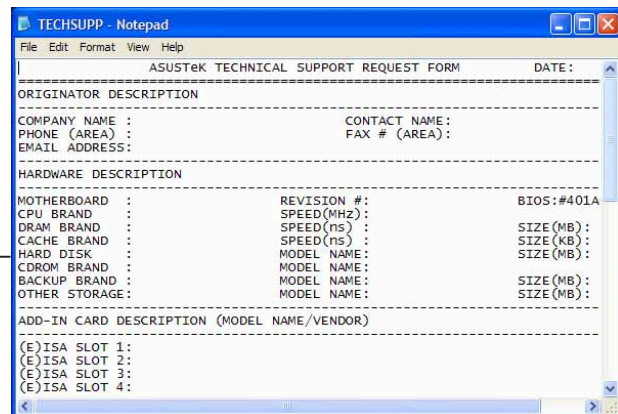 TECHSUPP - Notepad
File Edit Format View Help
ASUSTeK TECHNICAL SUPPORT REQUEST FORM DATE:
================================================================================
ORIGINATOR DESCRIPTION
--------------------------------------------------------------------------------
COMPANY NAME : CONTACT NAME:
PHONE (AREA) : FAX # (AREA):
EMAIL ADDRESS:
--------------------------------------------------------------------------------
HARDWARE DESCRIPTION
--------------------------------------------------------------------------------
MOTHERBOARD : REVISION #: BIOS:#401A
CPU BRAND : SPEED(MHz):
DRAM BRAND : SPEED(ns) : SIZE(MB):
CACHE BRAND : SPEED(ns) : SIZE(KB):
HARD DISK : MODEL NAME: SIZE(MB):
CDROM BRAND : MODEL NAME:
BACKUP BRAND : MODEL NAME: SIZE(MB):
OTHER STORAGE: MODEL NAME: SIZE(MB):
--------------------------------------------------------------------------------
ADD-IN CARD DESCRIPTION (MODEL NAME/VENDOR)
--------------------------------------------------------------------------------
(E)ISA SLOT 1:
(E)ISA SLOT 2:
(E)ISA SLOT 3:
(E)ISA SLOT 4: